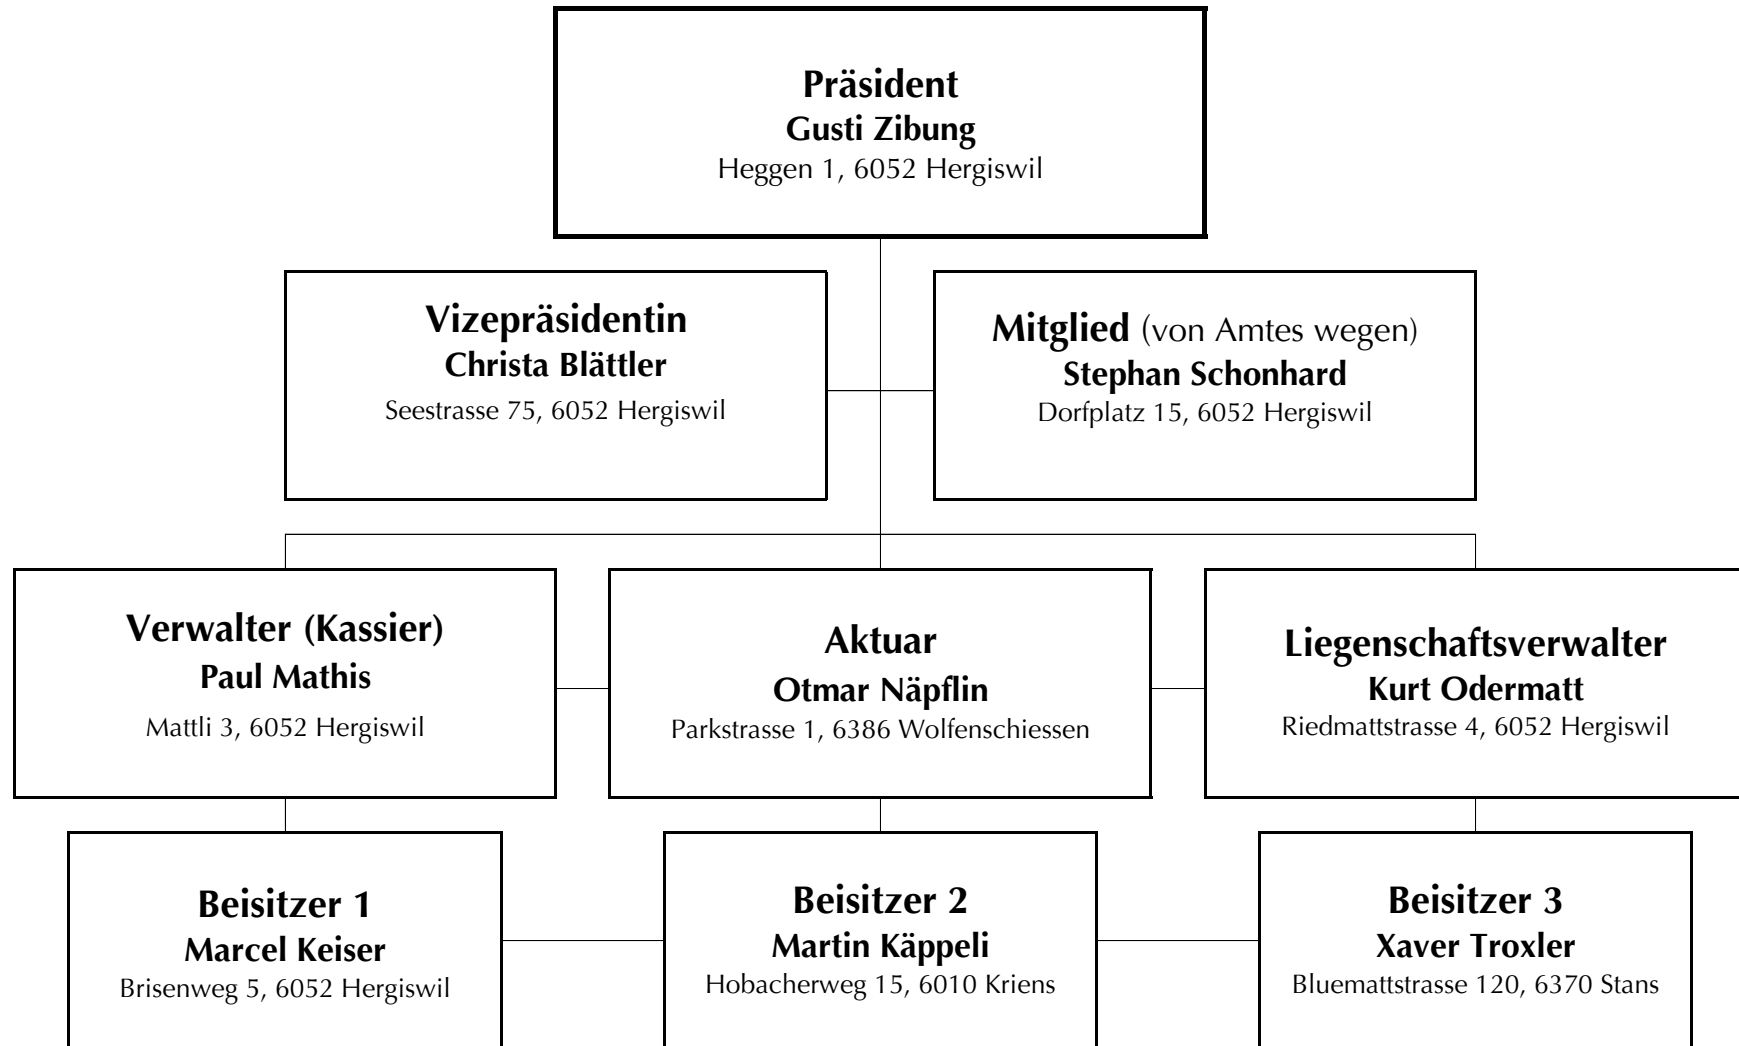 Präsident
Gusti Zibung
Heggen 1, 6052 Hergiswil
Vizepräsidentin
Christa Blättler
Seestrasse 75, 6052 Hergiswil
Mitglied (von Amtes wegen)
Stephan Schonhard
Dorfplatz 15, 6052 Hergiswil
Verwalter (Kassier)
Paul Mathis
Mattli 3, 6052 Hergiswil
Aktuar
Otmar Näpflin
Parkstrasse 1, 6386 Wolfenschiessen
Liegenschaftsverwalter
Kurt Odermatt
Riedmattstrasse 4, 6052 Hergiswil
Beisitzer 1
Marcel Keiser
Brisenweg 5, 6052 Hergiswil
Beisitzer 2
Martin Käppeli
Hobacherweg 15, 6010 Kriens
Beisitzer 3
Xaver Troxler
Bluemattstrasse 120, 6370 Stans